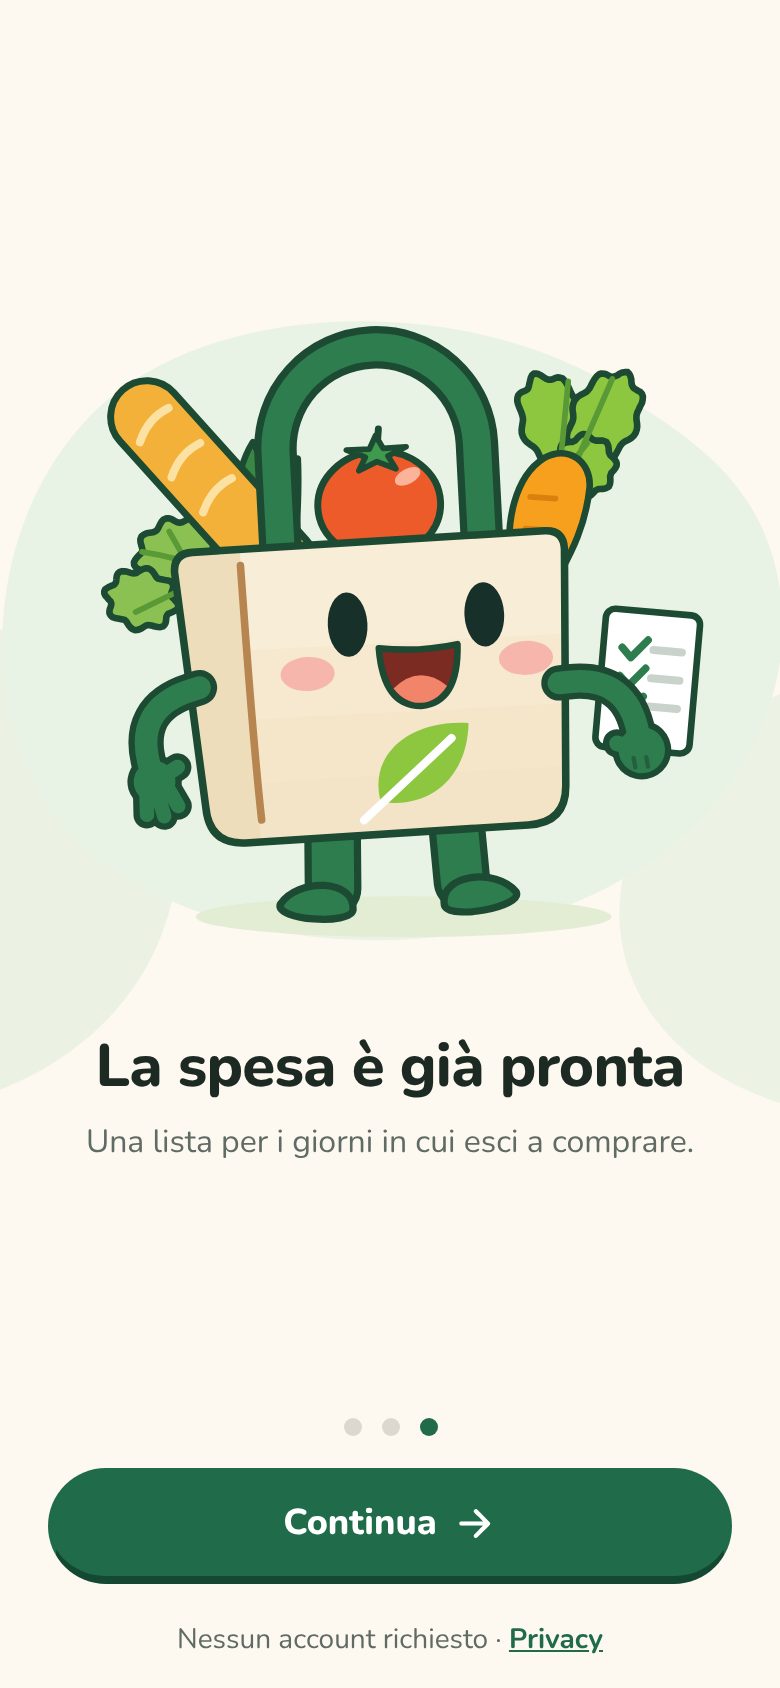 La spesa è già pronta
Una lista per i giorni in cui esci a comprare.
Continua
Nessun account richiesto · Privacy